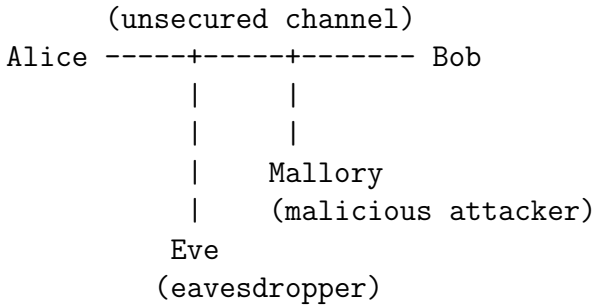 (unsecured channel)
Alice -----+-----+------- Bob
| |
| |
| Mallory
| (malicious attacker)
Eve
(eavesdropper)